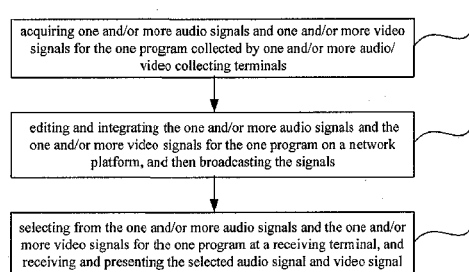 acquiring one and/or more audio signals and one and/or more video
signals for the one program collected by one and/or more audio/
video collecting terminals
editing and integrating the one and/or more audio signals and the
one and/or more video signals for the one program on a network
platform, and then broadcasting the signals
selecting from the one and/or more audio signals and the one and/or
more video signals for the one program at a receiving terminal, and
receiving and presenting the selected audio signal and video signal